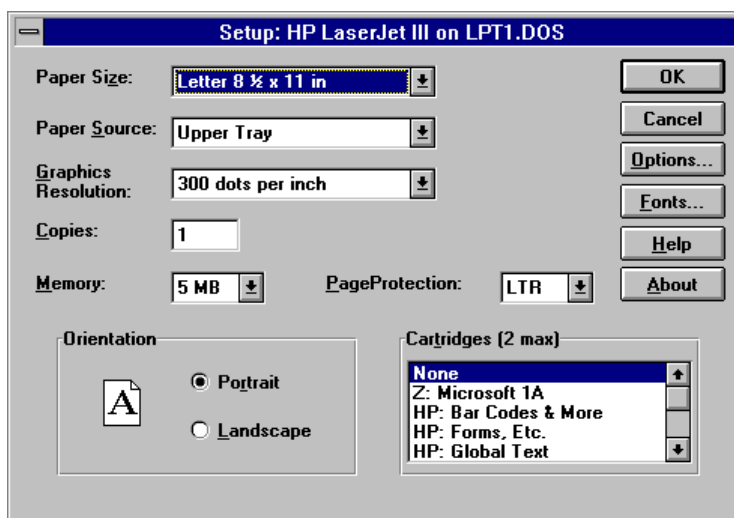 Setup: HP LaserJet III on LPT1.DOS
Paper Size:
Letter 8 ½ x 11 in
OK
Paper Source:
Upper Tray
Cancel
Graphics
Resolution:
300 dots per inch
Options...
Fonts...
Copies:
1
Help
Memory:
5 MB
PageProtection:
LTR
About
Orientation
A
Portrait
Landscape
Cartridges (2 max)
None
Z: Microsoft 1A
HP: Bar Codes & More
HP: Forms, Etc.
HP: Global Text